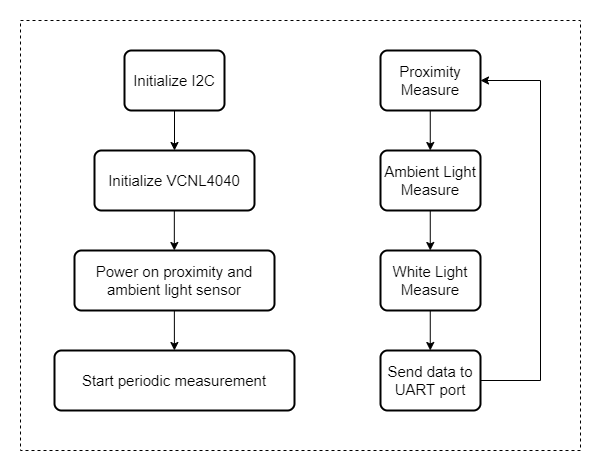 Initialize I2C
Initialize VCNL4040
Power on proximity and
ambient light sensor
Start periodic measurement
Proximity
Measure
Ambient Light
Measure
White Light
Measure
Send data to
UART port